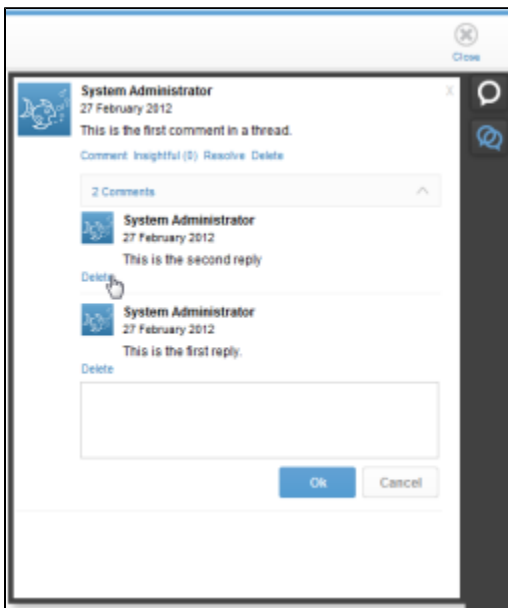 Close
System Administrator
27 February 2012
This is the first comment in a thread.
Comment Insightful (0) Resolve Delete
2 Comments
System Administrator
27 February 2012
This is the second reply
Delete
System Administrator
27 February 2012
This is the first reply.
Delete
Ok Cancel